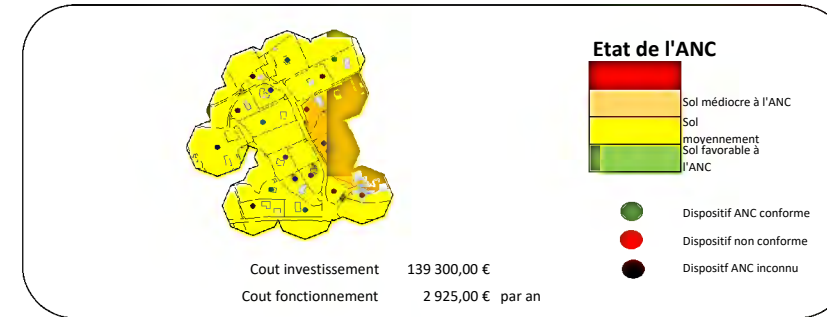 Etat de l'ANC
Sol médiocre à l'ANC
Sol
moyennement
Sol favorable à
l'ANC
Dispositif ANC conforme
Dispositif non conforme
Dispositf ANC inconnu
Cout investissement 139 300,00 €
Cout fonctionnement 2 925,00 € par an